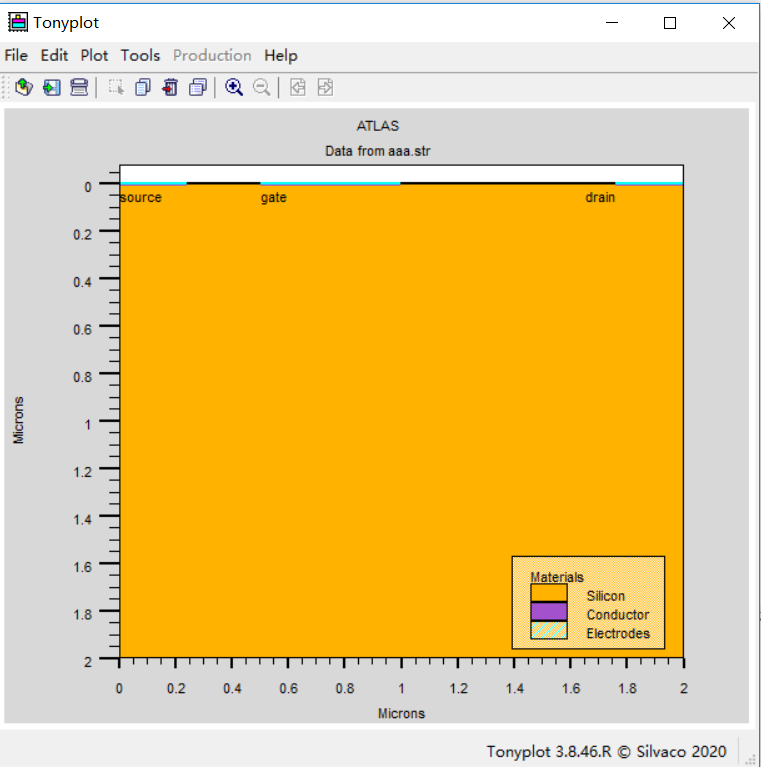 Tonyplot
File Edit Plot Tools Production Help
ATLAS
Data from aaa.str
0
source gate drain
0.2
0.4
0.6
0.8
1
1.2
1.4
1.6
1.8
2
Microns
Materials
Silicon
Conductor
Electrodes
0 0.2 0.4 0.6 0.8 1 1.2 1.4 1.6 1.8 2
Microns
Tonyplot 3.8.46.R © Silvaco 2020